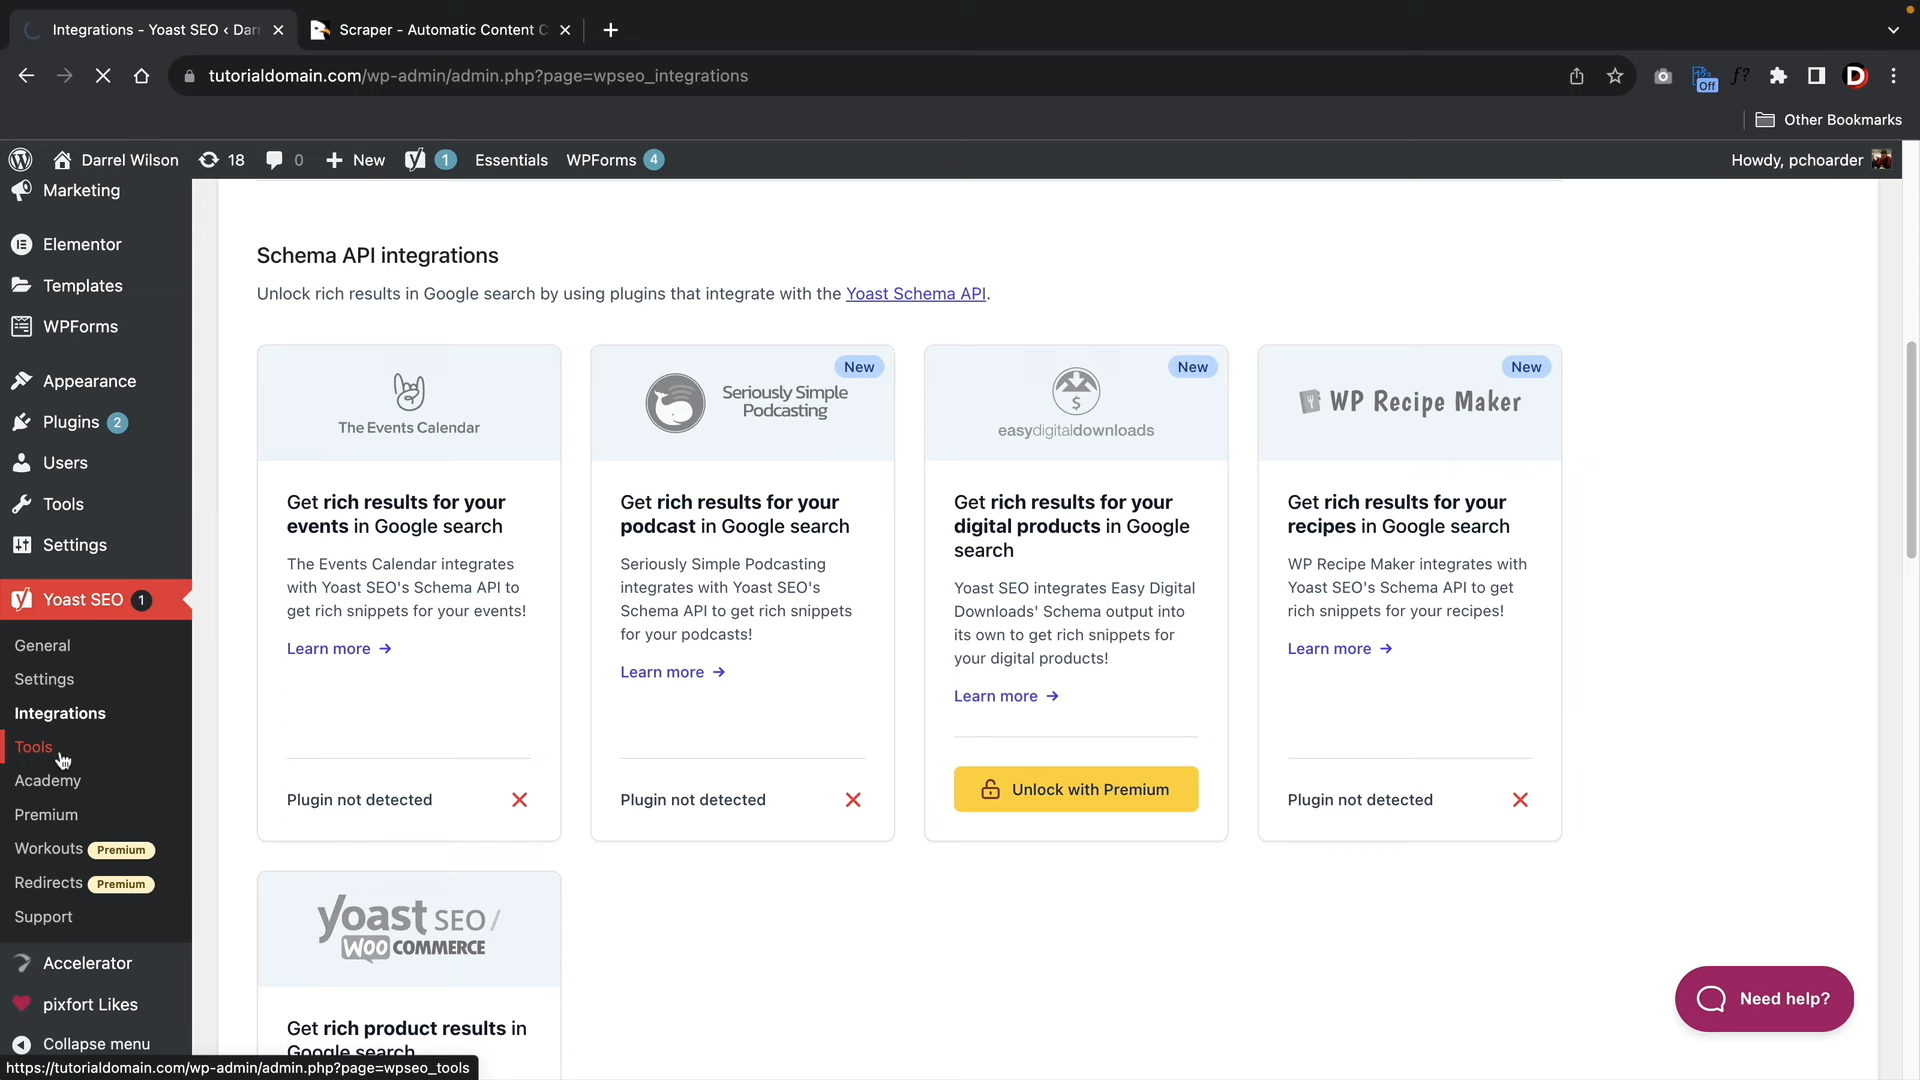 Integrations - Yoast SEO ‹ Darr
Scraper - Automatic Content C
tutorialdomain.com/wp-admin/admin.php?page=wpseo_integrations
Off
f?
D
Other Bookmarks
Darrel Wilson
18
0
New
1
Essentials
WPForms 4
Howdy, pchoarder
Marketing
Elementor
Templates
WPForms
Appearance
Plugins 2
Users
Tools
Settings
Yoast SEO 1
General
Settings
Integrations
Tools
Academy
Premium
Workouts Premium
Redirects Premium
Support
Accelerator
pixfort Likes
Collapse menu
https://tutorialdomain.com/wp-admin/admin.php?page=wpseo_tools
Schema API integrations
Unlock rich results in Google search by using plugins that integrate with the Yoast Schema API.
The Events Calendar
Get rich results for your
events in Google search
The Events Calendar integrates
with Yoast SEO's Schema API to
get rich snippets for your events!
Learn more →
Plugin not detected
New
Seriously Simple
Podcasting
Get rich results for your
podcast in Google search
Seriously Simple Podcasting
integrates with Yoast SEO's
Schema API to get rich snippets
for your podcasts!
Learn more →
Plugin not detected
New
$
easydigitaldownloads
Get rich results for your
digital products in Google
search
Yoast SEO integrates Easy Digital
Downloads' Schema output into
its own to get rich snippets for
your digital products!
Learn more →
Unlock with Premium
New
WP Recipe Maker
Get rich results for your
recipes in Google search
WP Recipe Maker integrates with
Yoast SEO's Schema API to get
rich snippets for your recipes!
Learn more →
Plugin not detected
yoast SEO /
WOO COMMERCE
Get rich product results in
Google search
Need help?